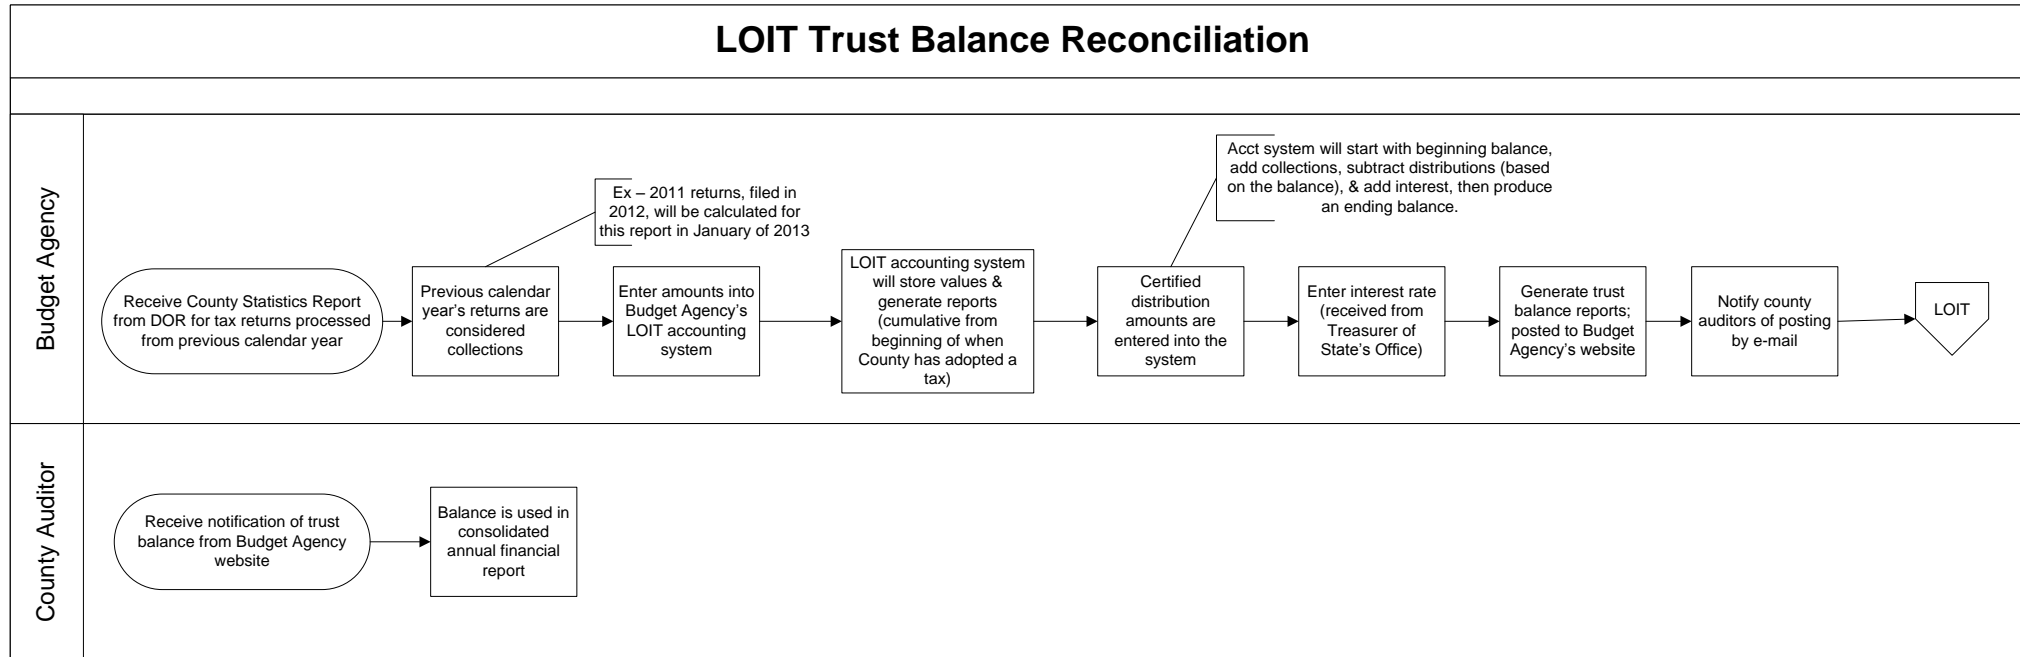 LOIT Trust Balance Reconciliation
Budget Agency
Receive County Statistics Report
from DOR for tax returns processed
from previous calendar year
Previous calendar
year’s returns are
considered
collections
Ex – 2011 returns, filed in
2012, will be calculated for
this report in January of 2013
Enter amounts into
Budget Agency’s
LOIT accounting
system
LOIT accounting system
will store values &
generate reports
(cumulative from
beginning of when
County has adopted a
tax)
Certified
distribution
amounts are
entered into the
system
Acct system will start with beginning balance,
add collections, subtract distributions (based
on the balance), & add interest, then produce
an ending balance.
Enter interest rate
(received from
Treasurer of
State’s Office)
Generate trust
balance reports;
posted to Budget
Agency’s website
Notify county
auditors of posting
by e-mail
LOIT
County Auditor
Receive notification of trust
balance from Budget Agency
website
Balance is used in
consolidated
annual financial
report